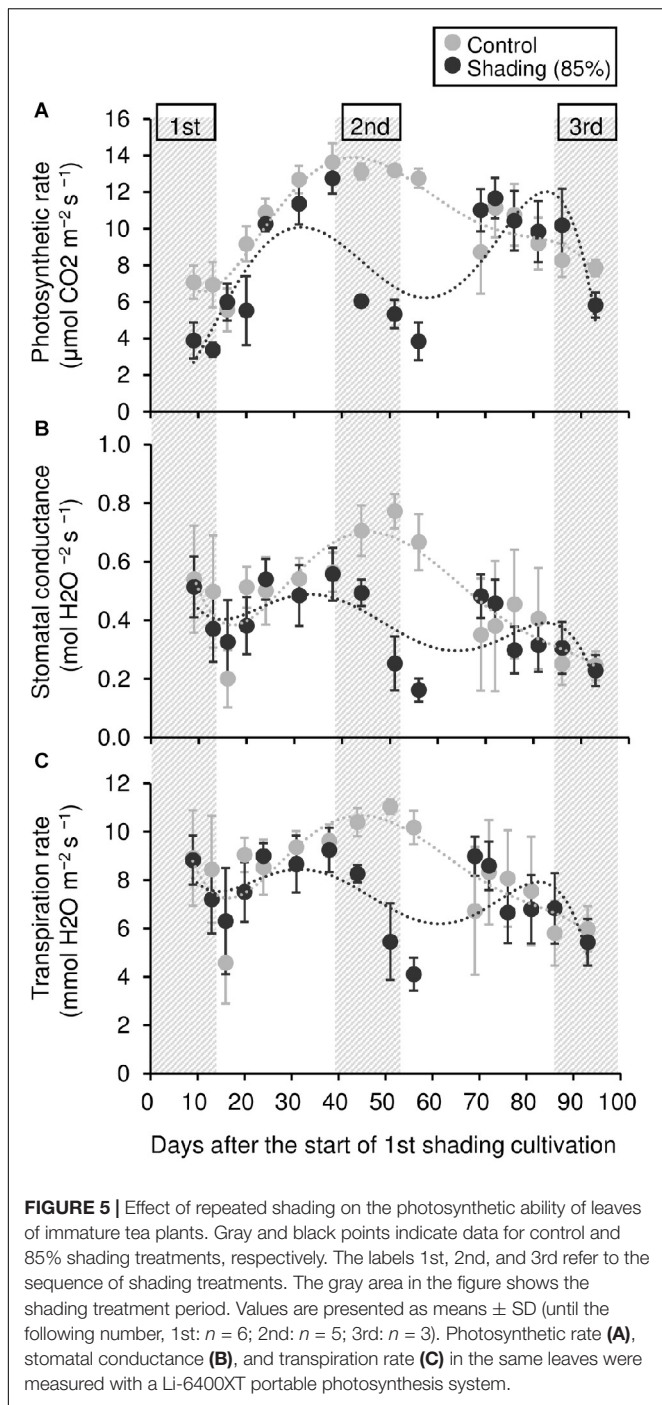 Control
Shading (85%)
A
1st 2nd 3rd
16
14
12
10
8
6
4
2
0
Photosynthetic rate
(µmol CO2 m⁻² s⁻¹)
B
1.0
0.8
0.6
0.4
0.2
0.0
Stomatal conductance
(mol H2O ⁻² s⁻¹)
C
12
10
8
6
4
2
0
Transpiration rate
(mmol H2O m⁻² s⁻¹)
0 10 20 30 40 50 60 70 80 90 100
Days after the start of 1st shading cultivation
FIGURE 5 | Effect of repeated shading on the photosynthetic ability of leaves
of immature tea plants. Gray and black points indicate data for control and
85% shading treatments, respectively. The labels 1st, 2nd, and 3rd refer to the
sequence of shading treatments. The gray area in the figure shows the
shading treatment period. Values are presented as means ± SD (until the
following number, 1st: n = 6; 2nd: n = 5; 3rd: n = 3). Photosynthetic rate (A),
stomatal conductance (B), and transpiration rate (C) in the same leaves were
measured with a Li-6400XT portable photosynthesis system.